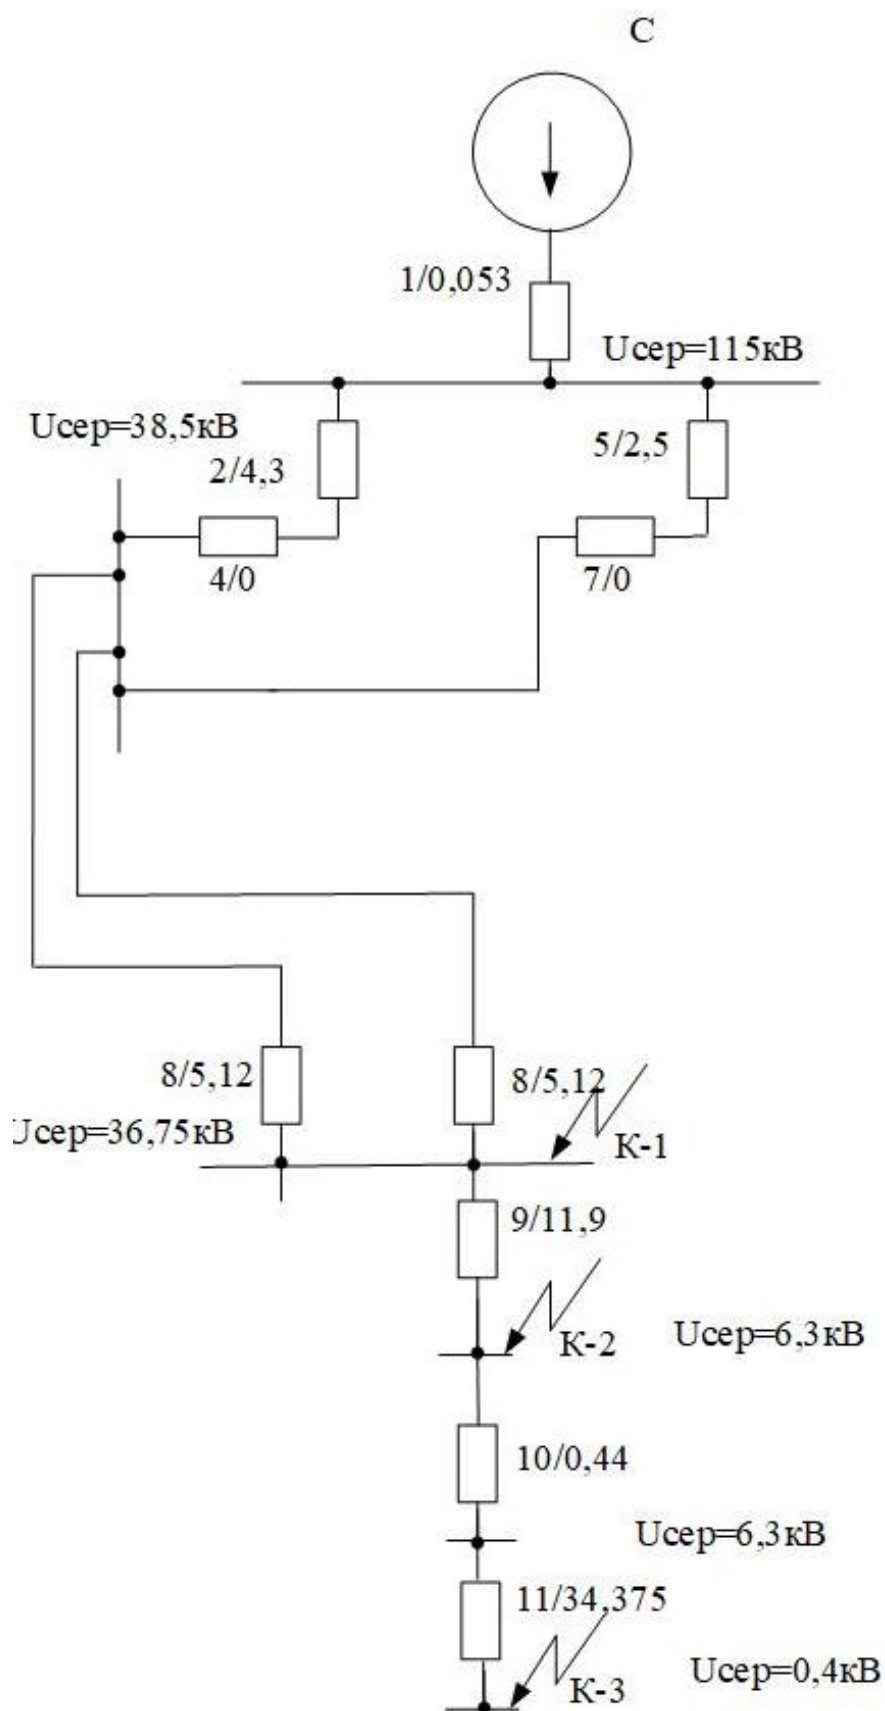 С
1/0,053
Uсер=115кВ
Uсер=38,5кВ
5/2,5
2/4,3
4/0
7/0
8/5,12
8/5,12
Uсер=36,75кВ
К-1
9/11,9
Uсер=6,3кВ
К-2
10/0,44
Uсер=6,3кВ
11/34,375
Uсер=0,4кВ
К-3